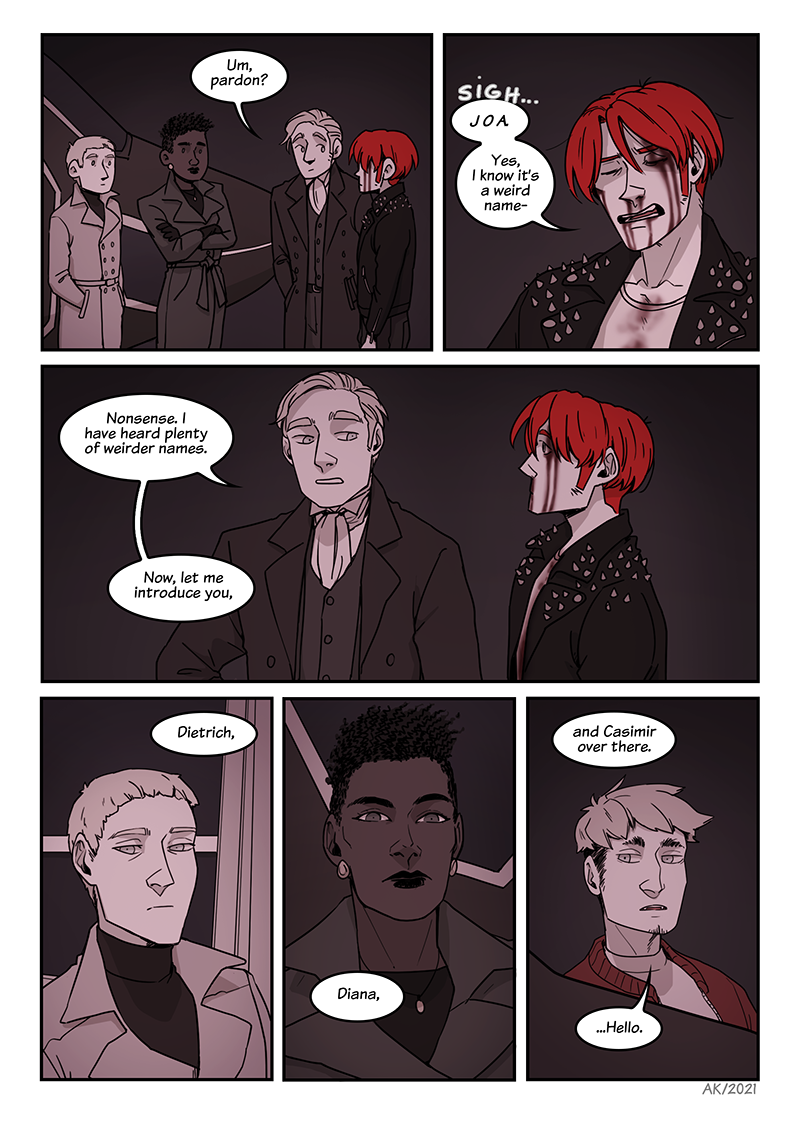 Um,
pardon?
SIGH...
J O A.
Yes,
I know it's
a weird
name-
Nonsense. I
have heard plenty
of weirder names.
Now, let me
introduce you,
Dietrich,
Diana,
and Casimir
over there.
...Hello.
AK/2021